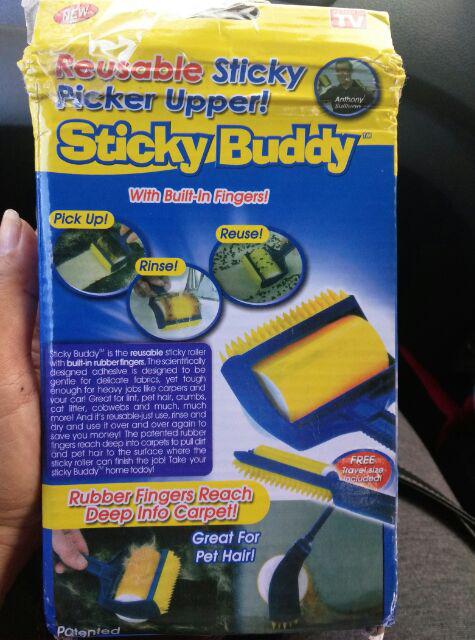 NEW
TV
Reusable Sticky
Picker Upper!
Anthony
Sullivan
Sticky Buddy™
With Built-In Fingers!
Pick Up!
Reuse!
Rinse!
Sticky Buddy™ is the reusable sticky roller
with built-in rubber fingers. The scientifically
designed adhesive is designed to be
gentle for delicate fabrics, yet tough
enough for heavy jobs like carpets and
your car! Great for lint, pet hair, crumbs,
cat litter, cobwebs and much, much
more! And it's reusable-just use, rinse and
dry and use it over and over again to
save you money! The patented rubber
fingers reach deep into carpets to pull dirt
and pet hair to the surface where the
sticky roller can finish the job! Take your
sticky Buddy™ home today!
FREE
Travel size
Included!
Rubber Fingers Reach
Deep Into Carpet!
Great For
Pet Hair!
Patented